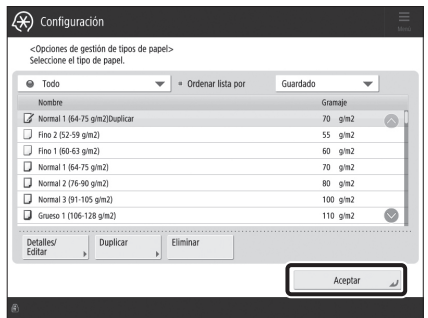 Configuración
Menú
<Opciones de gestión de tipos de papel>
Seleccione el tipo de papel.
Todo
Ordenar lista por
Guardado
Nombre Gramaje
Normal 1 (64-75 g/m2)Duplicar 70 g/m2
Fino 2 (52-59 g/m2) 55 g/m2
Fino 1 (60-63 g/m2) 60 g/m2
Normal 1 (64-75 g/m2) 70 g/m2
Normal 2 (76-90 g/m2) 80 g/m2
Normal 3 (91-105 g/m2) 100 g/m2
Grueso 1 (106-128 g/m2) 110 g/m2
Detalles/
Editar
Duplicar
Eliminar
Aceptar